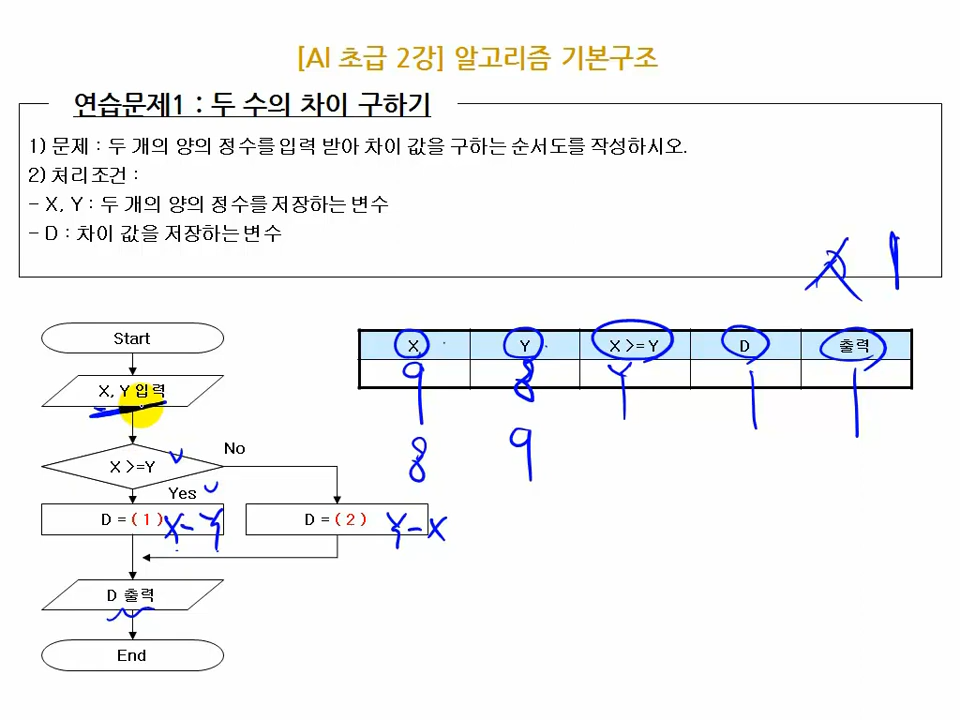 [AI 초급 2강] 알고리즘 기본구조
연습문제1 : 두 수의 차이 구하기
1) 문제 : 두 개의 양의 정수를 입력 받아 차이 값을 구하는 순서도를 작성하시오.
2) 처리조건 :
- X, Y : 두 개의 양의 정수를 저장하는 변수
- D : 차이 값을 저장하는 변수
Start
X, Y 입력
X >=Y
No
Yes
D = ( 1 ) X-Y
D = ( 2 ) Y-X
D 출력
End
X Y X >= Y D 출력
9 8 Y 1 1
8 9